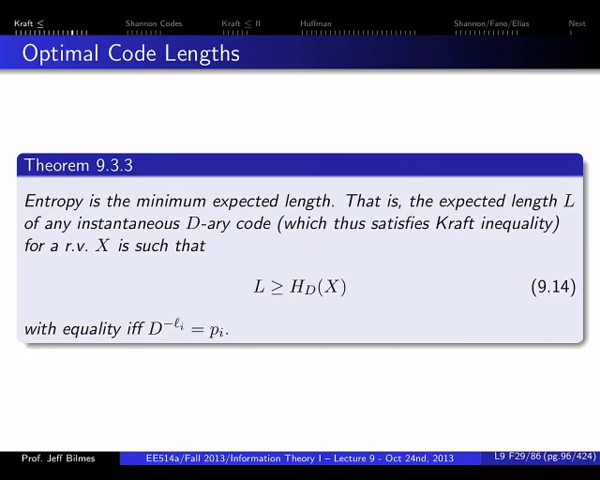 Kraft ≤ Shannon Codes Kraft ≤ II Huffman Shannon/Fano/Elias Next
Optimal Code Lengths
Theorem 9.3.3
Entropy is the minimum expected length. That is, the expected length L
of any instantaneous D-ary code (which thus satisfies Kraft inequality)
for a r.v. X is such that
L ≥ H_D(X) (9.14)
with equality iff D^{-ℓ_i} = p_i.
Prof. Jeff Bilmes EE514a/Fall 2013/Information Theory I – Lecture 9 - Oct 24nd, 2013 L9 F29/86 (pg.96/424)